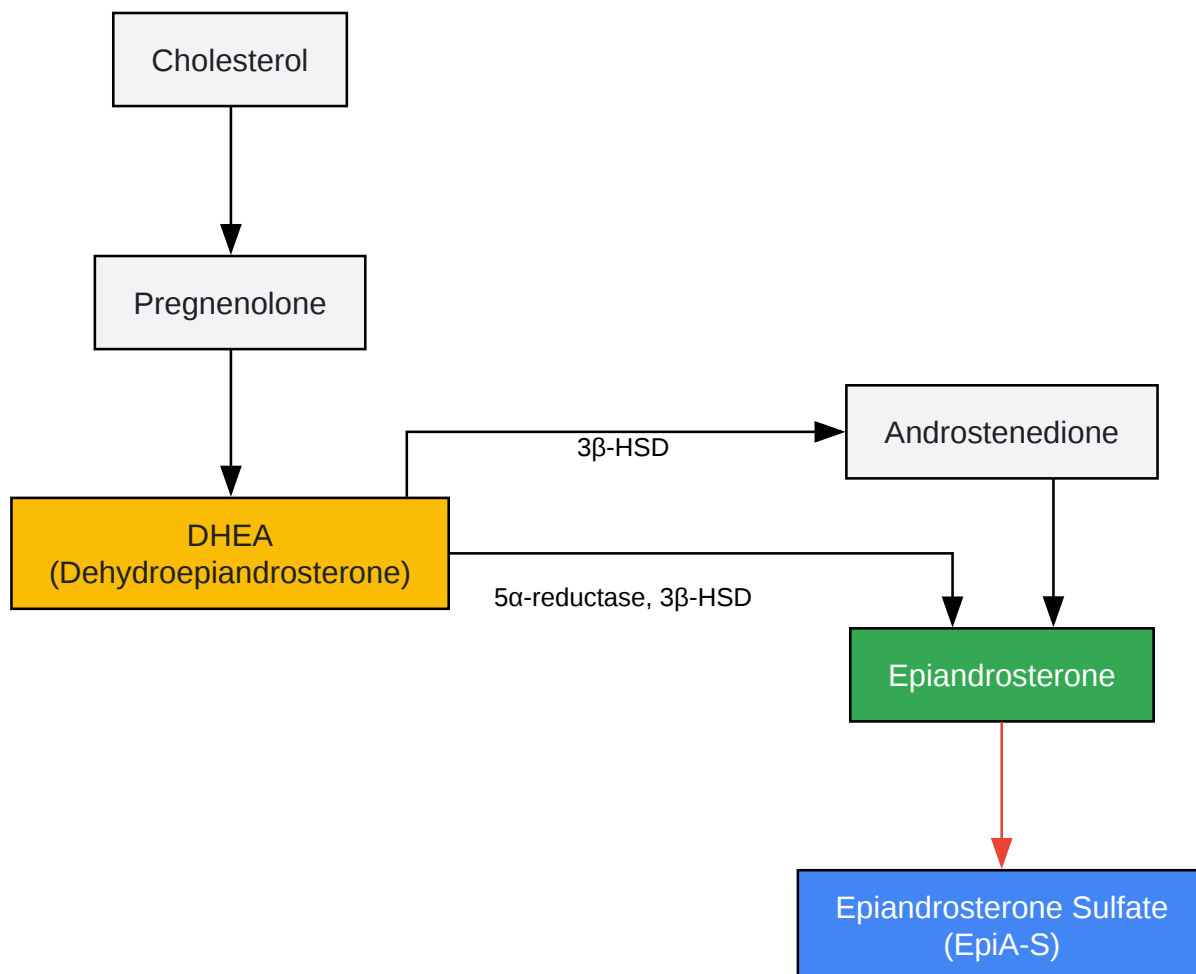 Cholesterol
Pregnenolone
Androstenedione
3β-HSD
DHEA
(Dehydroepiandrosterone)
5α-reductase, 3β-HSD
Epiandrosterone
Epiandrosterone Sulfate
(EpiA-S)